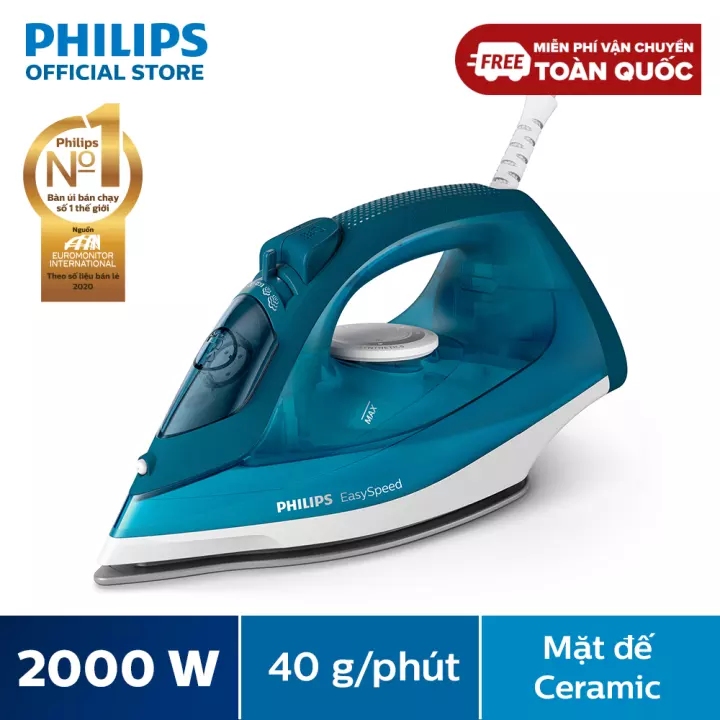 PHILIPS
OFFICIAL STORE
FREE
MIỄN PHÍ VẬN CHUYỂN
TOÀN QUỐC
Philips
Nº1
Bàn ủi bán chạy
số 1 thế giới
Nguồn
EUROMONITOR
INTERNATIONAL
Theo số liệu bán lẻ
2020
MAX
PHILIPS EasySpeed
2000 W
40 g/phút
Mặt đế
Ceramic